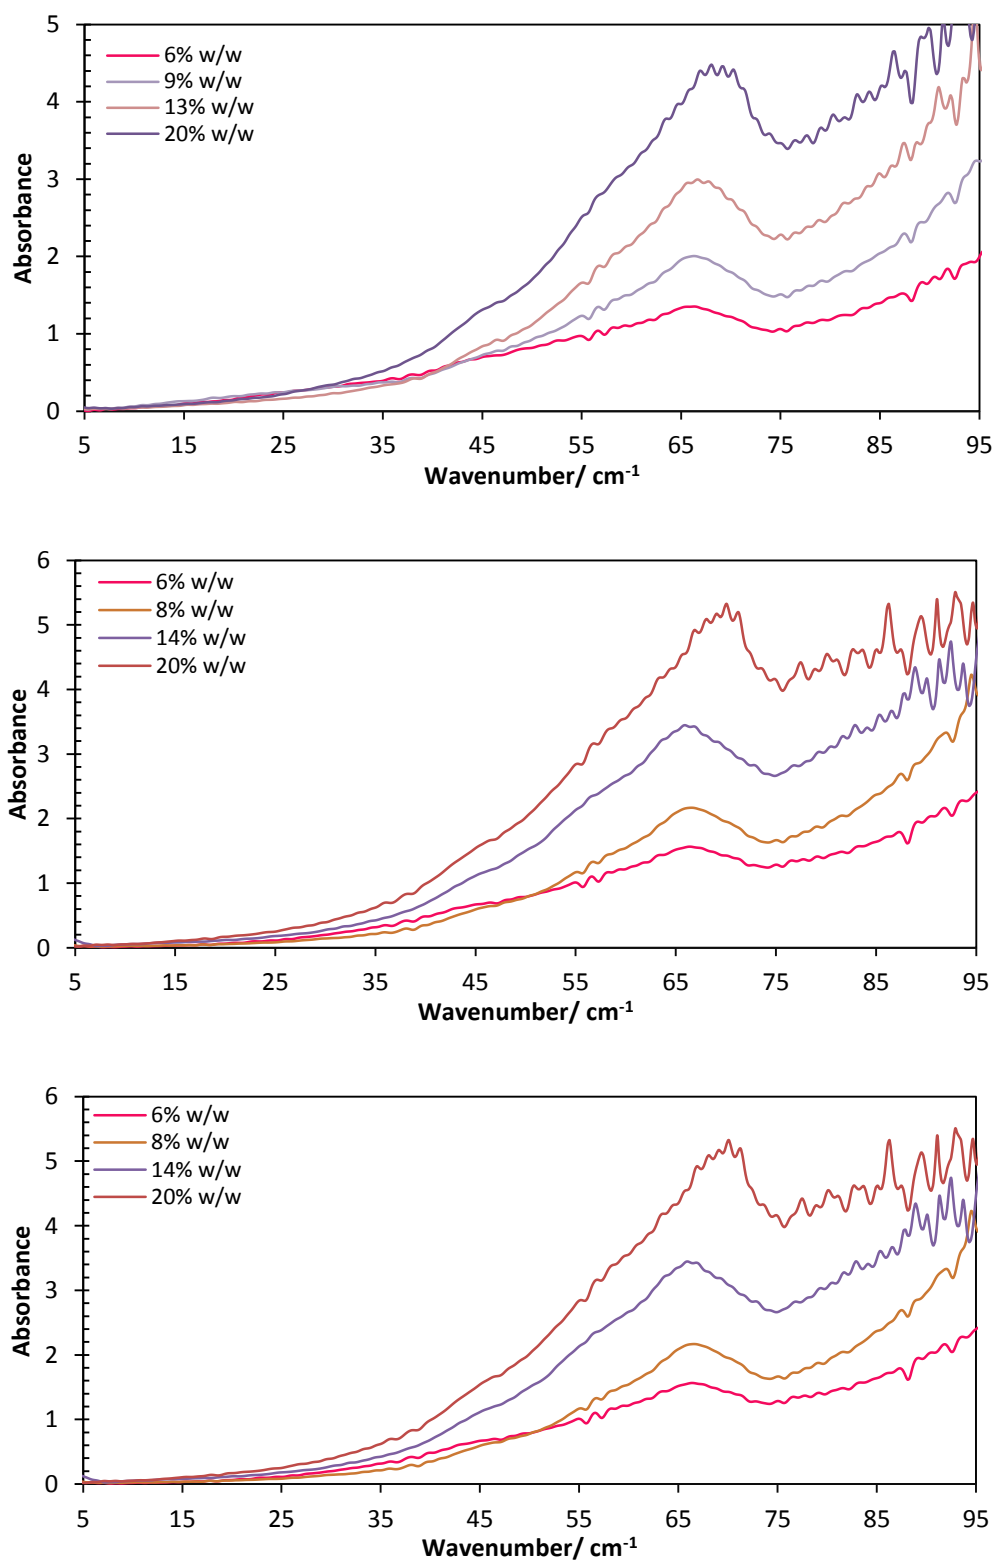 5
4
3
2
1
0
Absorbance
6% w/w
9% w/w
13% w/w
20% w/w
5 15 25 35 45 55 65 75 85 95
Wavenumber/ cm⁻¹
6
5
4
3
2
1
0
Absorbance
6% w/w
8% w/w
14% w/w
20% w/w
5 15 25 35 45 55 65 75 85 95
Wavenumber/ cm⁻¹
6
5
4
3
2
1
0
Absorbance
6% w/w
8% w/w
14% w/w
20% w/w
5 15 25 35 45 55 65 75 85 95
Wavenumber/ cm⁻¹